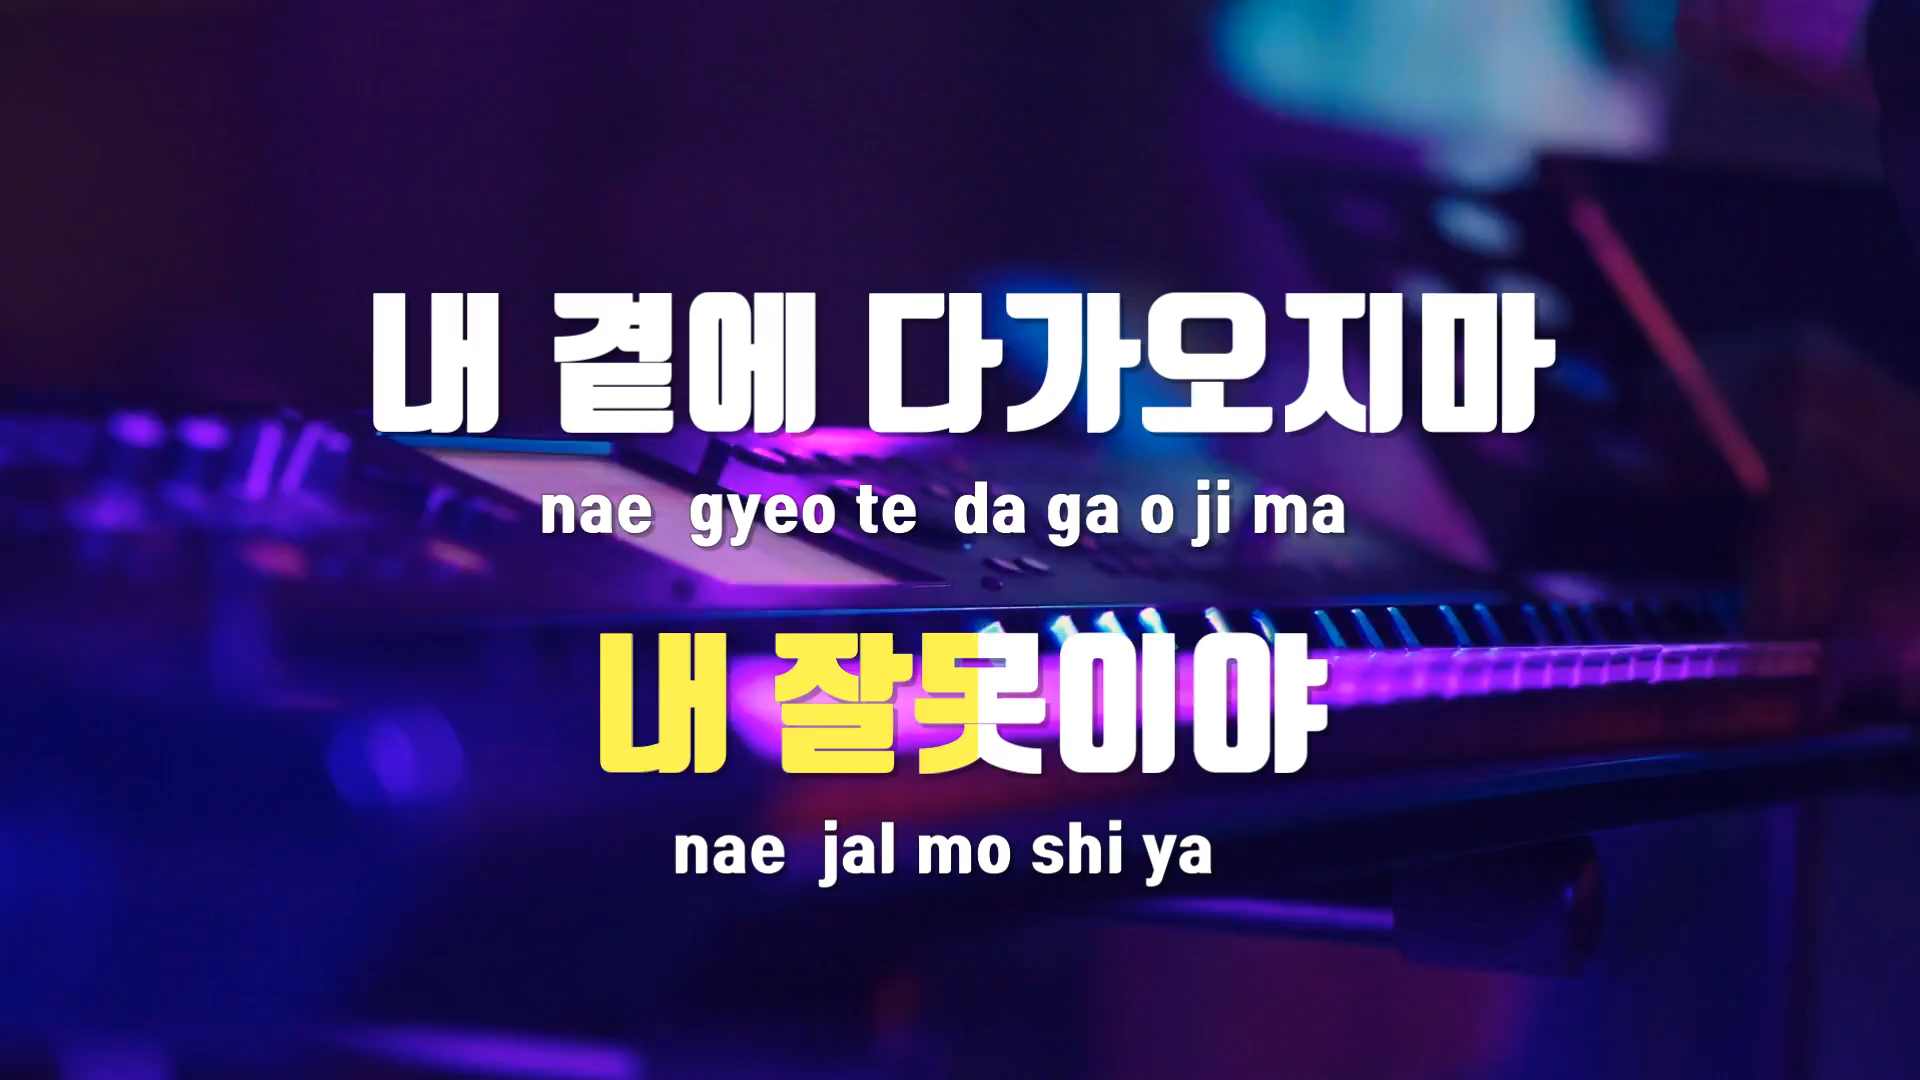 내 곁에 다가오지마
nae gyeo te da ga o ji ma
내 잘못이야
nae jal mo shi ya